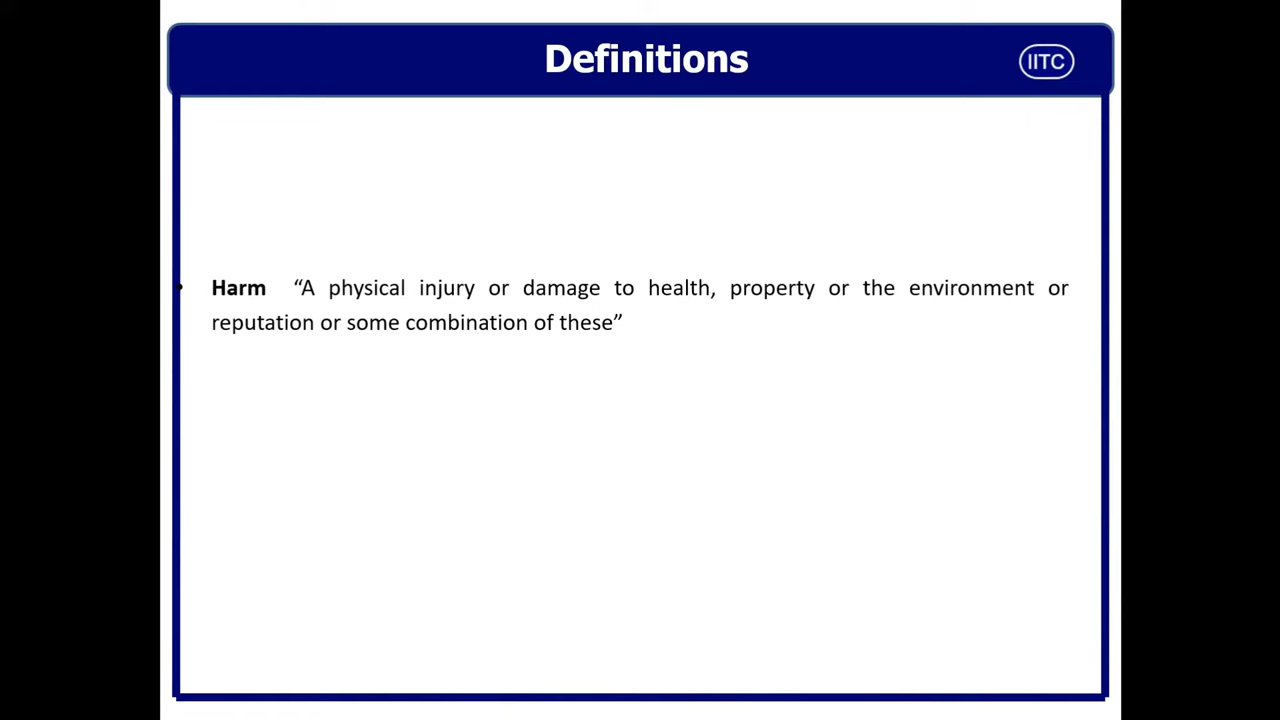 Definitions
IITC
• Harm “A physical injury or damage to health, property or the environment or
reputation or some combination of these”